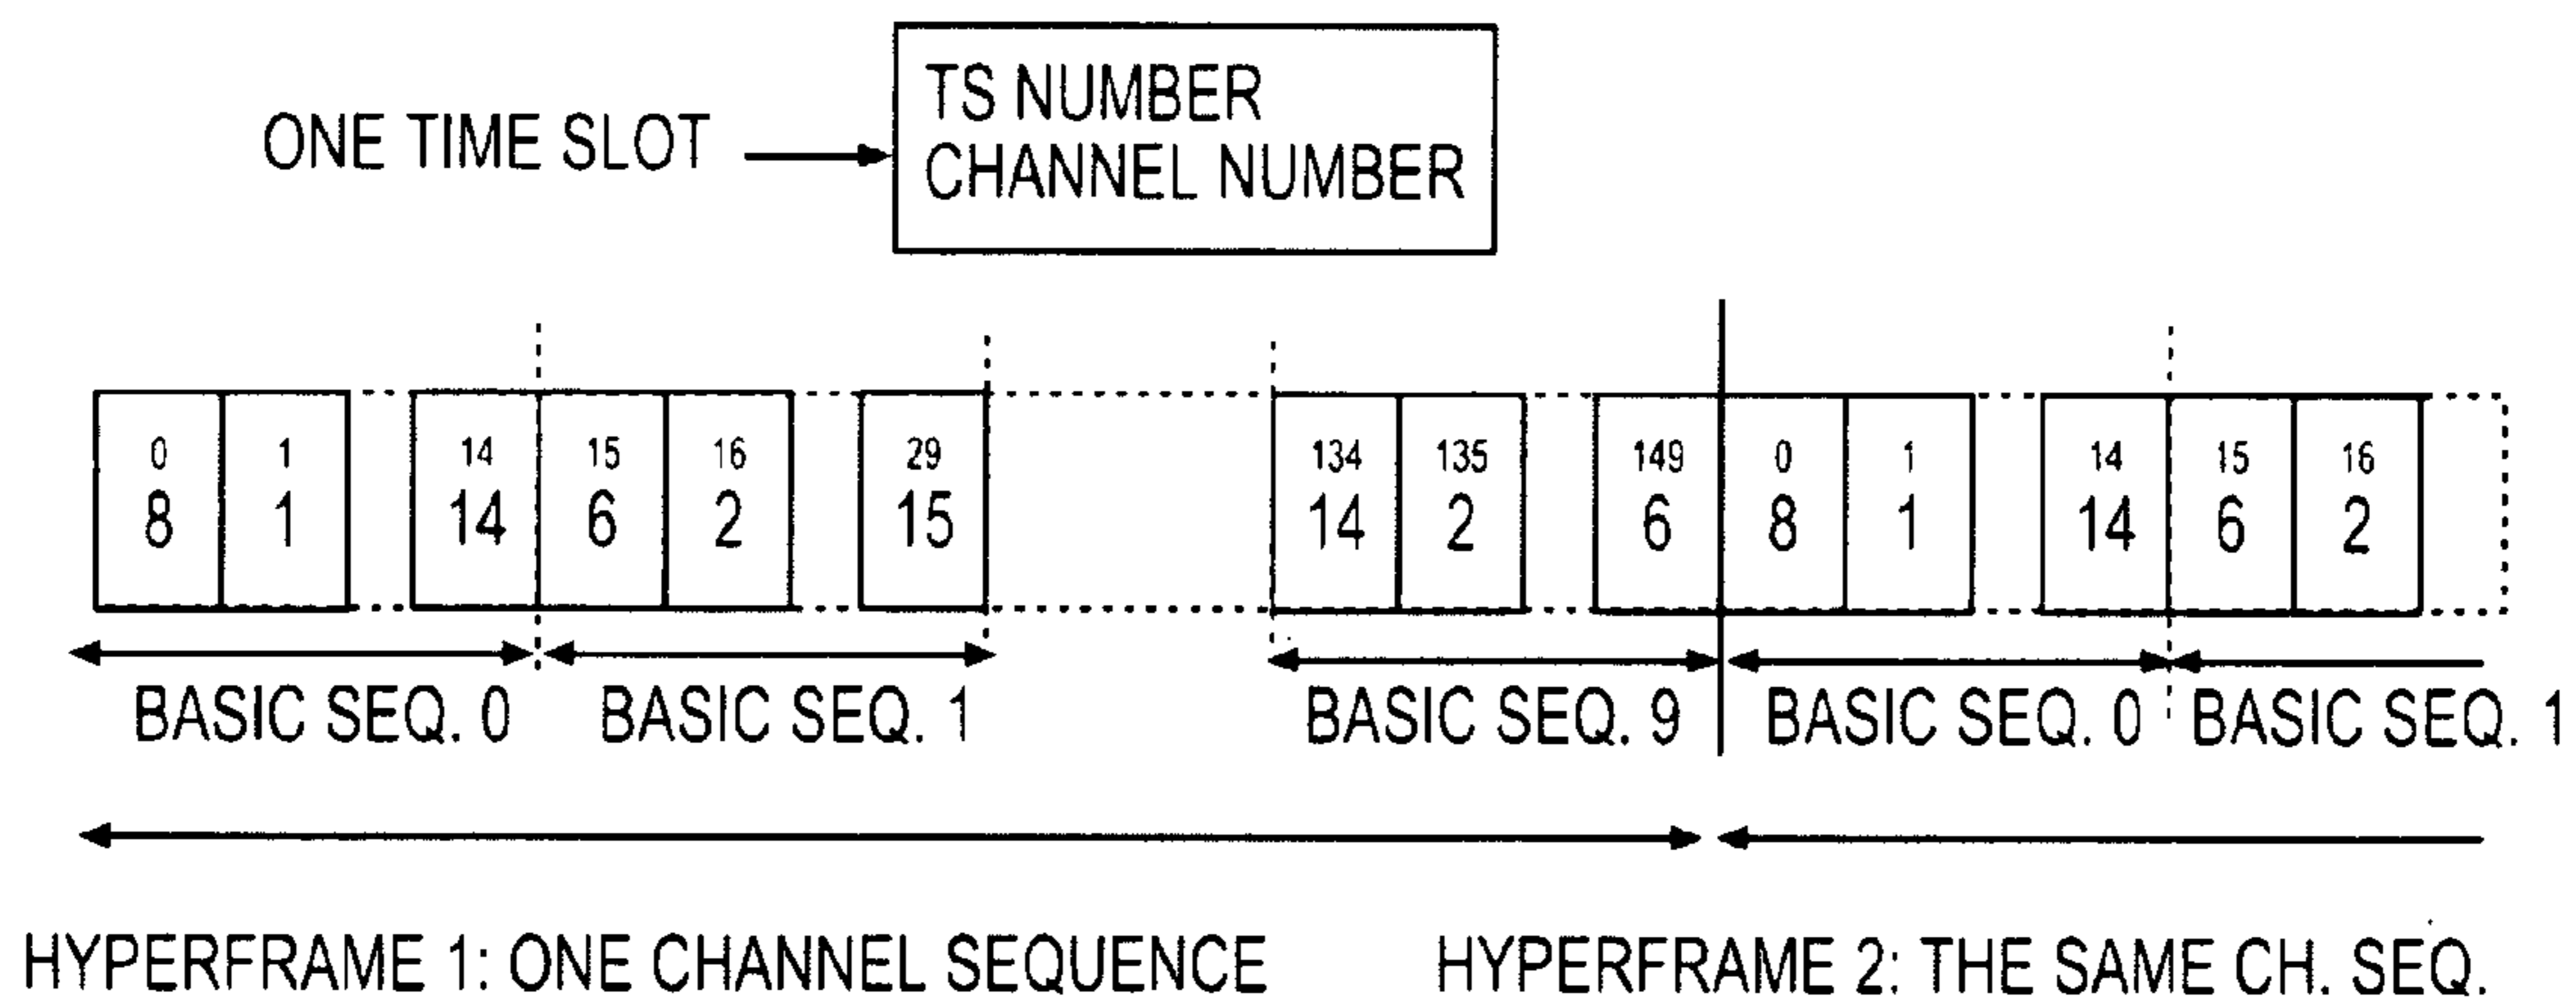 TS NUMBER
ONE TIME SLOT
CHANNEL NUMBER
0 1 14 15 16 29 134 135 149 0 1 14 15 16
8 1 14 6 2 15 14 2 6 8 1 14 6 2
BASIC SEQ. 0 BASIC SEQ. 1 BASIC SEQ. 9 BASIC SEQ. 0 BASIC SEQ. 1
HYPERFRAME 1: ONE CHANNEL SEQUENCE HYPERFRAME 2: THE SAME CH. SEQ.